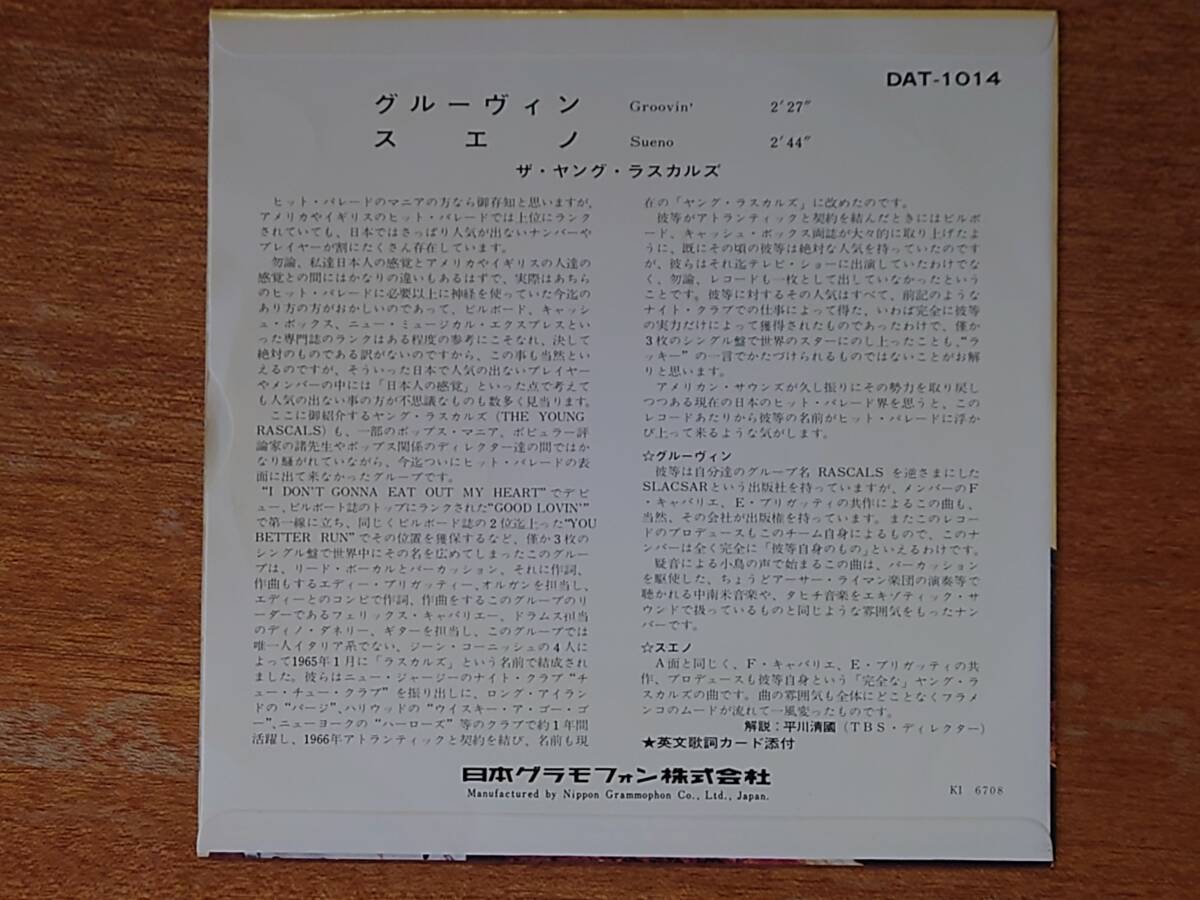 DAT-1014
グルーヴィン Groovin' 2′27″
スエノ Sueno 2′44″
ザ・ヤング・ラスカルズ
ヒット・パレードのマニアの方なら御存知と思いますが、
アメリカやイギリスのヒット・パレードでは上位にランク
されていても、日本ではさっぱり人気が出ないナンバーや
プレイヤーが割にたくさん存在しています。
勿論、私達日本人の感覚とアメリカやイギリスの人達の
感覚との間にはかなりの違いもあるはずで、実際はあちら
のヒット・パレードに必要以上に神経を使っていた今迄の
あり方の方がおかしいのであって、ビルボード、キャッシ
ュ・ボックス、ニュー・ミュージカル・エクスプレスとい
った専門誌のランクはある程度の参考にこそなれ、決して
絶対のものである訳がないのですから、この事も当然とい
えるのですが、そういった日本で人気の出ないプレイヤー
やメンバーの中には「日本人の感覚」といった点で考えて
も人気の出ない事の方が不思議なものも数多く見当ります。
ここに御紹介するヤング・ラスカルズ(THE YOUNG
RASCALS)も、一部のポップス・マニア、ポピュラー評
論家の諸先生やポップス関係のディレクター達の間ではか
なり騒がれていながら、今迄ついにヒット・パレードの表
面に出て来なかったグループです。
"I DON'T GONNA EAT OUT MY HEART"でデビ
ュー、ビルボード誌のトップにランクされた"GOOD LOVIN'"
で第一線に立ち、同じくビルボード誌の2位迄上った"YOU
BETTER RUN"でその位置を獲保するなど、僅か3枚の
シングル盤で世界中にその名を広めてしまったこのグルー
プは、リード・ボーカルとパーカッション、それに作詞、
作曲もするエディー・ブリガッティー、オルガンを担当し、
エディーとのコンビで作詞、作曲をするこのグループのリ
ーダーであるフェリックス・キャバリエー、ドラムス担当
のディノ・ダネリー、ギターを担当し、このグループでは
唯一人イタリア系でない、ジーン・コーニッシュの4人に
よって1965年1月に「ラスカルズ」という名前で結成され
ました。彼らはニュー・ジャージーのナイト・クラブ"チ
ュー・チュー・クラブ"を振り出しに、ロング・アイラン
ドの"バージ"、ハリウッドの"ウイスキー・ア・ゴー・ゴ
ー"、ニューヨークの"ハーローズ"等のクラブで約1年間
活躍し、1966年アトランティックと契約を結び、名前も現
在の「ヤング・ラスカルズ」に改めたのです。
彼等がアトランティックと契約を結んだときにはビルボ
ード、キャッシュ・ボックス両誌が大々的に取り上げたよ
うに、既にその頃の彼等は絶対な人気を持っていたのです
が、彼らはそれ迄テレビ・ショーに出演していたわけでな
く、勿論、レコードも一枚として出していなかったという
ことです。彼等に対するその人気はすべて、前記のような
ナイト・クラブでの仕事によって得た、いわば完全に彼等
の実力だけによって獲得されたものであったわけで、僅か
3枚のシングル盤で世界のスターにのし上ったことも、"ラ
ッキー"の一言でかたづけられるものではないことがお解
りと思います。
アメリカン・サウンズが久し振りにその勢力を取り戻し
つつある現在の日本のヒット・パレード界を思うと、この
レコードあたりから彼等の名前がヒット・パレードに浮か
び上って来るような気がします。
☆グルーヴィン
彼等は自分達のグループ名 RASCALS を逆さまにした
SLACSARという出版社を持っていますが、メンバーのF
・キャバリエ、E・ブリガッティの共作によるこの曲も、
当然、その会社が出版権を持っています。またこのレコー
ドのプロデュースもこのチーム自身によるもので、このナ
ンバーは全く完全に「彼等自身のもの」といえるわけです。
疑音による小鳥の声で始まるこの曲は、パーカッション
を駆使した、ちょうどアーサー・ライマン楽団の演奏等で
聴かれる中南米音楽や、タヒチ音楽をエキゾティック・サ
ウンドで扱っているものと同じような雰囲気をもったナン
バーです。
☆スエノ
A面と同じく、F・キャバリエ、E・ブリガッティの共
作、プロデュースも彼等自身という「完全な」ヤング・ラ
スカルズの曲です。曲の雰囲気も全体にどことなくフラメ
ンコのムードが流れて一風変ったものです。
解説:平川清國(TBS・ディレクター)
★英文歌詞カード添付
日本グラモフォン株式会社
Manufactured by Nippon Grammophon Co., Ltd., Japan.
KI 6708